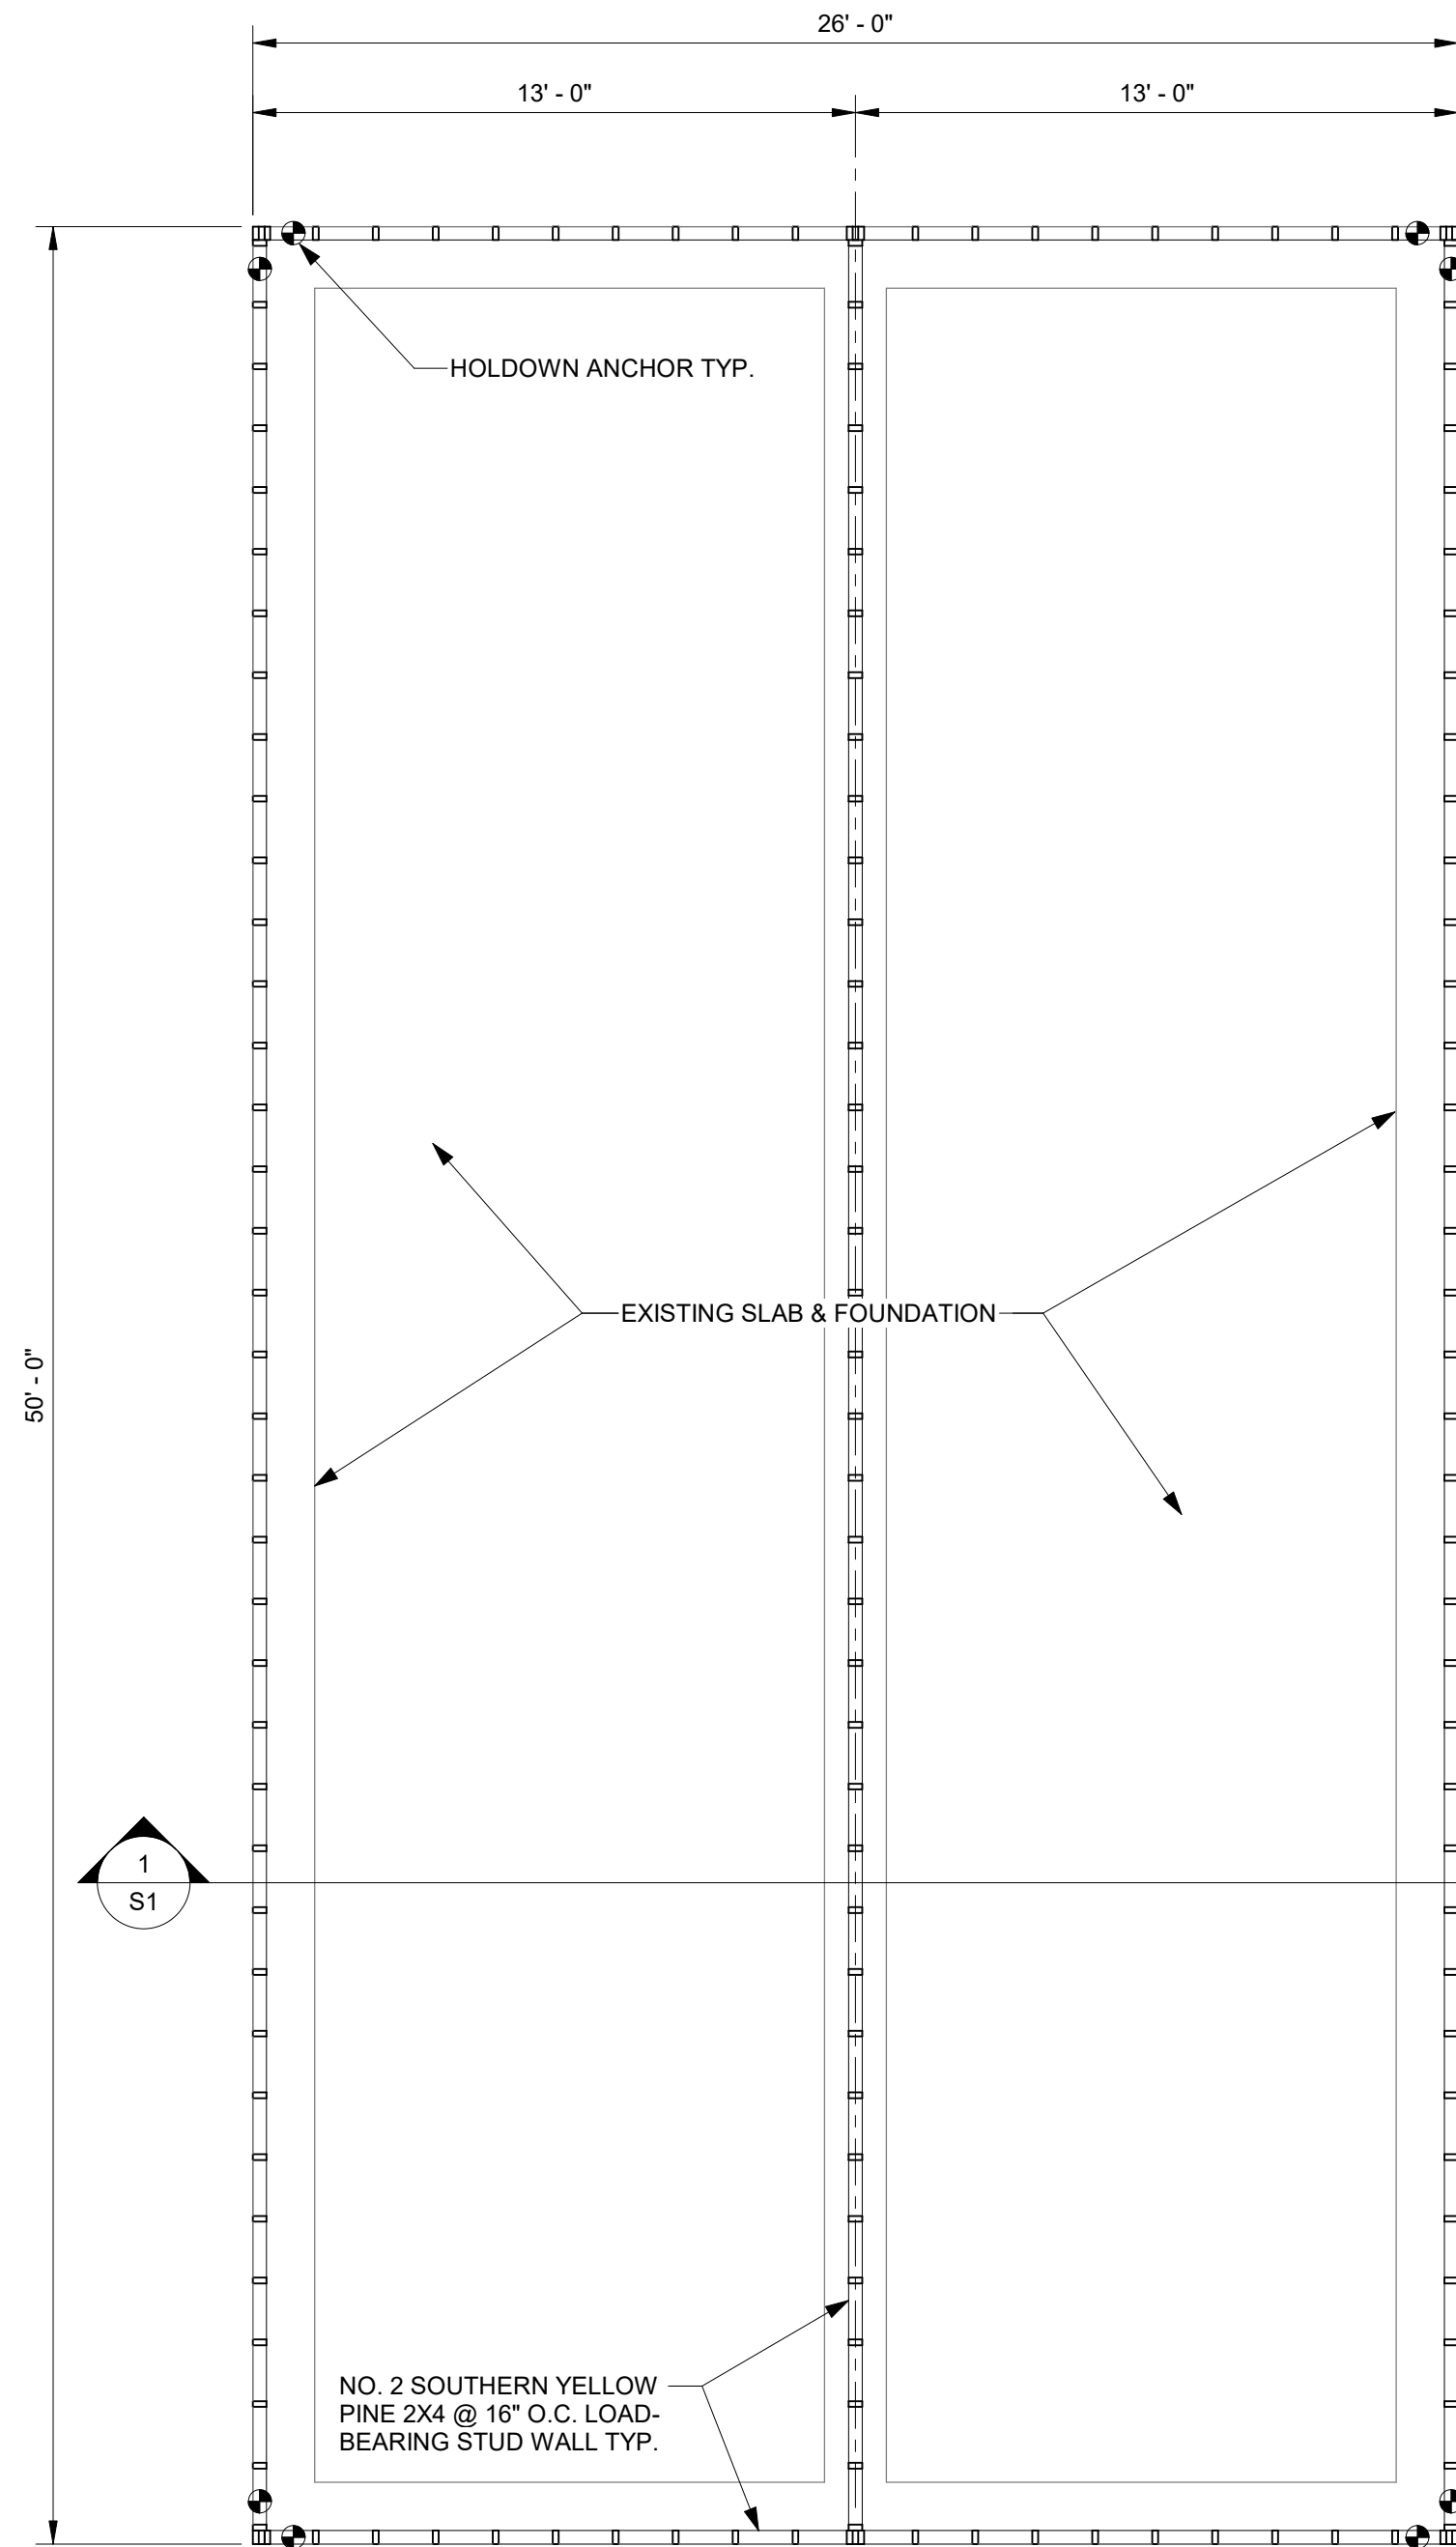 26' - 0"
13' - 0"
13' - 0"
HOLDOWN ANCHOR TYP.
EXISTING SLAB & FOUNDATION
50' - 0"
1
S1
NO. 2 SOUTHERN YELLOW
PINE 2X4 @ 16" O.C. LOAD-
BEARING STUD WALL TYP.